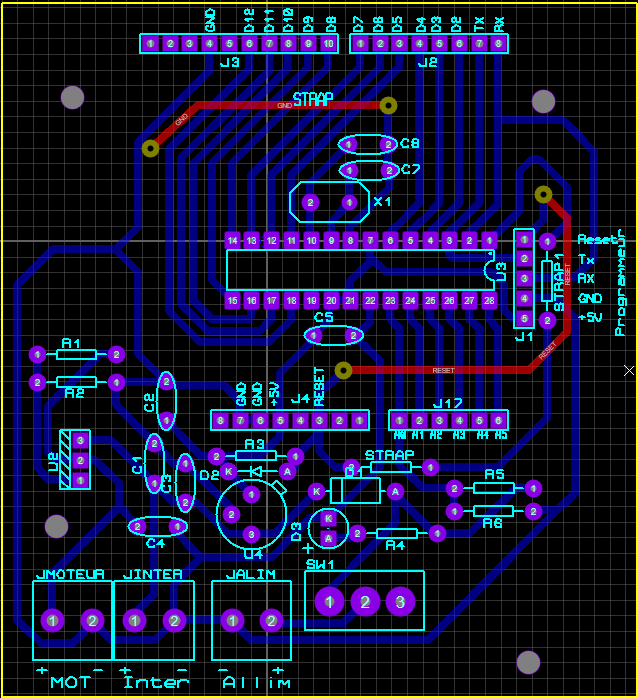 GND D12 D11 D10 D9 D8 D7 D6 D5 D4 D3 D2 Tx RX
1 2 3 4 5 6 7 8 9 10 1 2 3 4 5 6 7 8
J3 J2
STRAP
GND
GND
1 2 C8
1 2 C7
2 1 X1
14 13 12 11 10 9 8 7 6 5 4 3 2 1
U3
15 16 17 18 19 20 21 22 23 24 25 26 27 28
1 2 3 4 5
J1
1 2
STRAP1
RESET
Reset
Tx
RX
GND
+5V
Programmeur
C5
1 2
RESET
RESET
R1
1 2
R2
2 1
C2
2 1
GND GND +5V J4 RESET
8 7 6 5 4 3 2 1
J17
1 2 3 4 5 6
A0 A1 A2 A3 A4 A5
U2
3 2 1
C1
2 1
C3
1 2
C4
2 1
R3
2 1
D2 K A
1 2 3
U4
STRAP
1
D1
K A
D3
K
A
+
R4
2 1
R5
1 2
R6
1 2
SW1
1 2 3
JMOTEUR JINTER JALIM
1 2 1 2 1 2
+ - + - - +
MOT Inter Allim